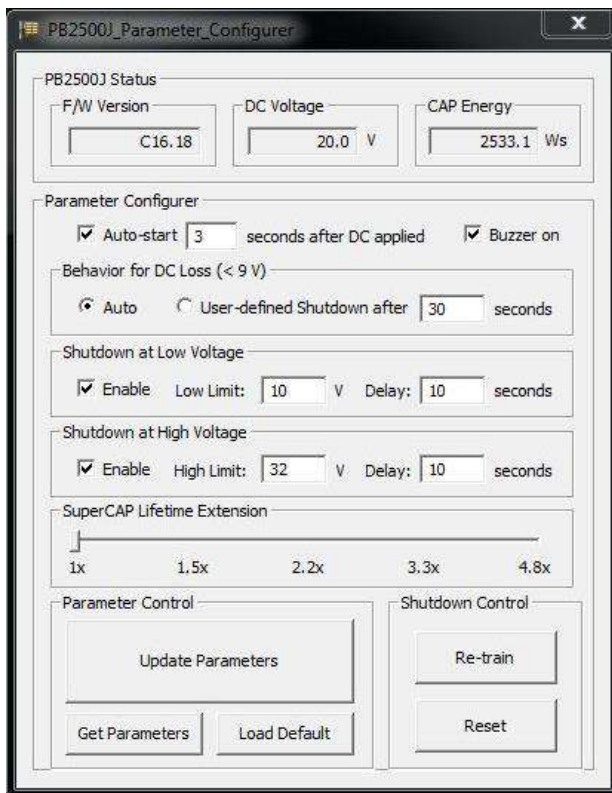 PB2500J_Parameter_Configurer
X
PB2500J Status
F/W Version
DC Voltage
CAP Energy
C16.18
20.0 V
2533.1 Ws
Parameter Configurer
Auto-start 3 seconds after DC applied
Buzzer on
Behavior for DC Loss (< 9 V)
Auto
User-defined Shutdown after 30 seconds
Shutdown at Low Voltage
Enable Low Limit: 10 V Delay: 10 seconds
Shutdown at High Voltage
Enable High Limit: 32 V Delay: 10 seconds
SuperCAP Lifetime Extension
1x 1.5x 2.2x 3.3x 4.8x
Parameter Control
Update Parameters
Get Parameters
Load Default
Shutdown Control
Re-train
Reset